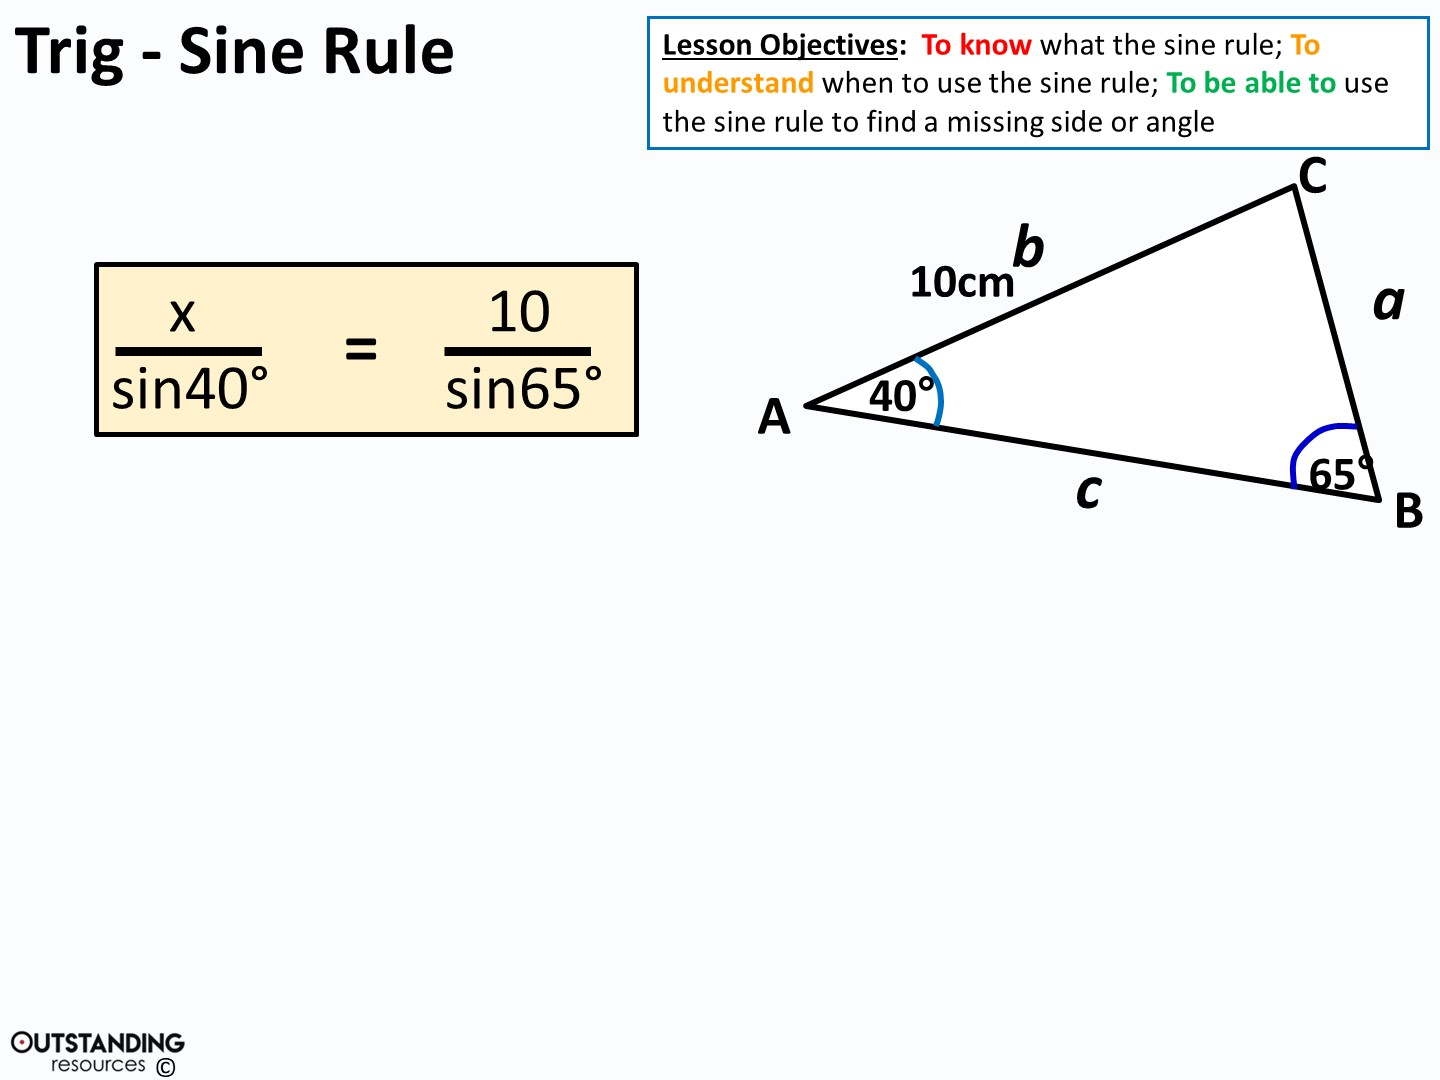 Trig - Sine Rule
Lesson Objectives:  To know what the sine rule; To
understand when to use the sine rule; To be able to use
the sine rule to find a missing side or angle
x
sin40°
=
10
sin65°
C
b
10cm
a
40°
A
65°
c
B
OUTSTANDING
resources ©